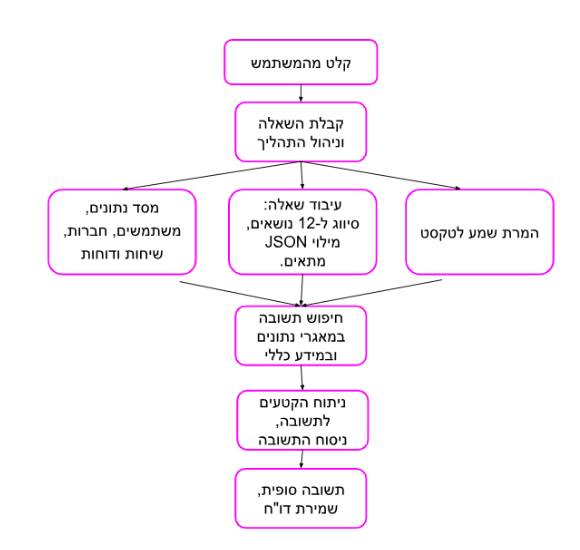 קלט מהמשתמש
קבלת השאלה
וניהול התהליך
המרת שמע לטקסט
עיבוד שאלה:
סיווג ל-12 נושאים,
מילוי JSON
מתאים.
מסד נתונים,
משתמשים, חברות,
שיחות ודוחות
חיפוש תשובה
במאגרי נתונים
ובמידע כללי
ניתוח הקטעים
לתשובה,
ניסוח התשובה
תשובה סופית,
שמירת דו"ח